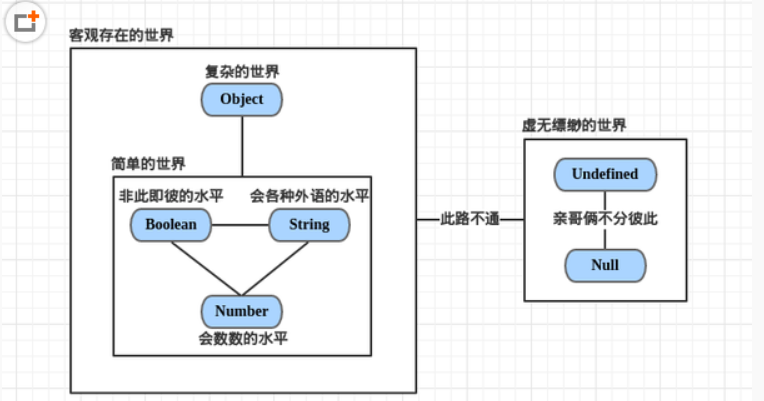 客观存在的世界
复杂的世界
Object
简单的世界
非此即彼的水平
会各种外语的水平
Boolean
String
Number
会数数的水平
此路不通
虚无缥缈的世界
Undefined
亲哥俩不分彼此
Null